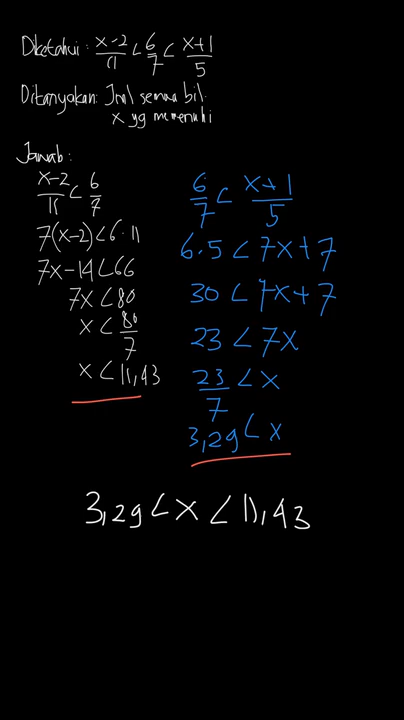 Diketahui: x-2/11 < 6/7 < x+1/5
Ditanyakan: Jml semua bil.
x yg memenuhi
Jawab:
x-2/11 < 6/7
7(x-2) < 6·11
7x-14 < 66
7x < 80
x < 80/7
x < 11,43
6/7 < x+1/5
6·5 < 7x+7
30 < 7x+7
23 < 7x
23/7 < x
3,29 < x
3,29 < x < 11,43